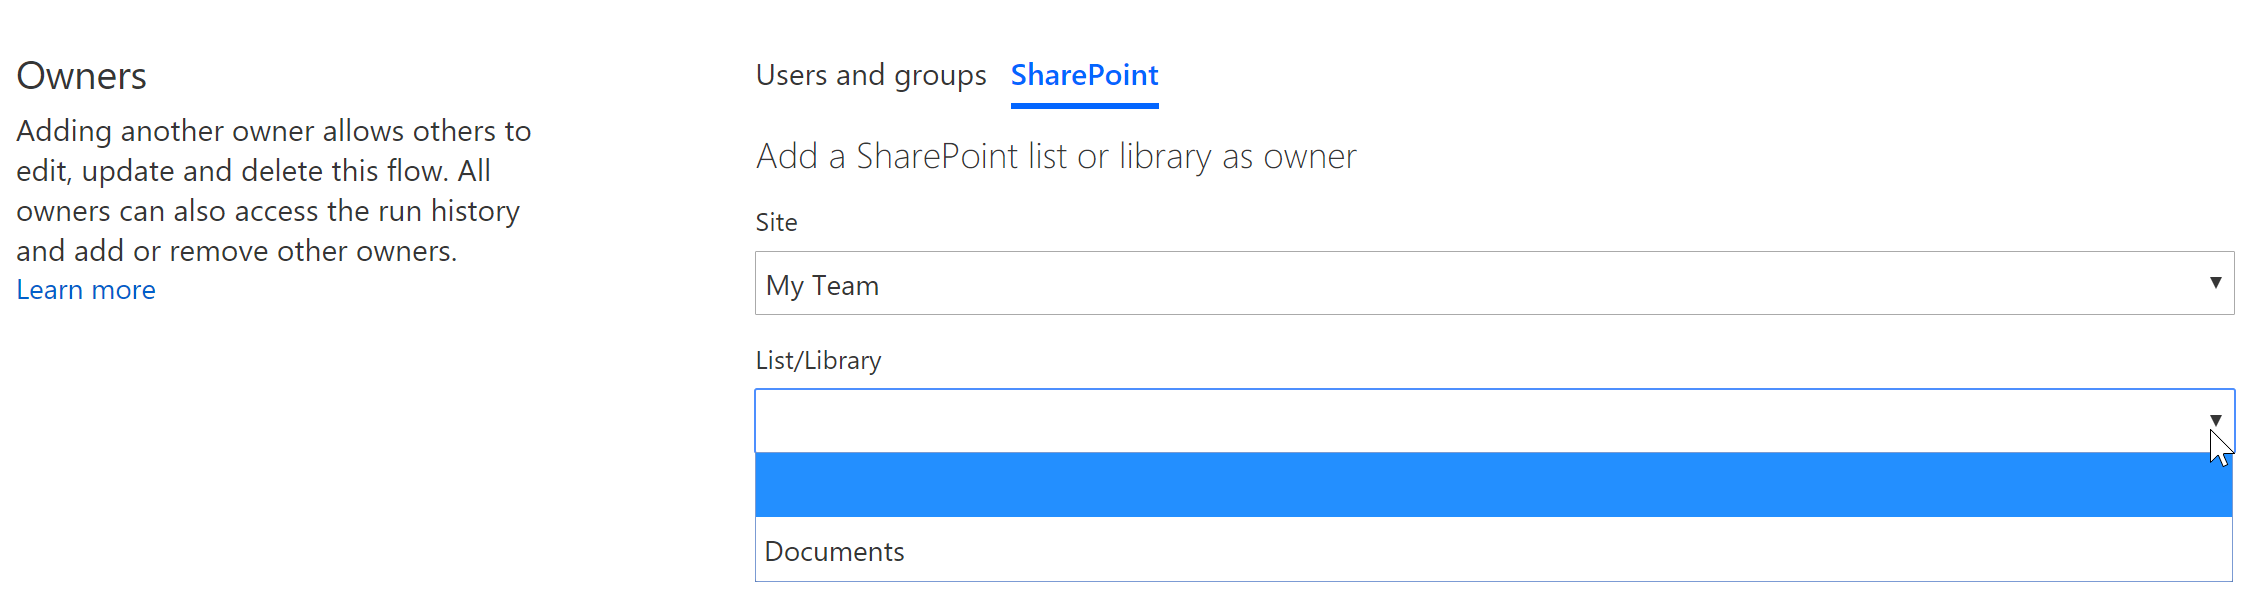 Owners
Adding another owner allows others to
edit, update and delete this flow. All
owners can also access the run history
and add or remove other owners.
Learn more
Users and groups SharePoint
Add a SharePoint list or library as owner
Site
My Team
List/Library
Documents